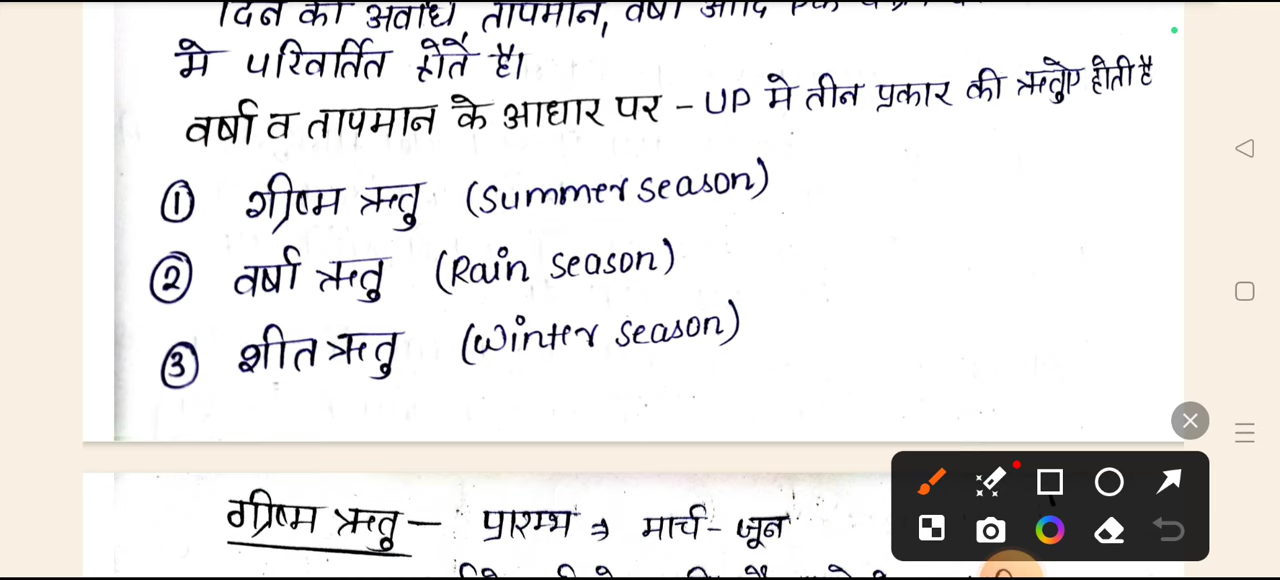 दिन की अवधि, तापमान, वर्षा आदि एक
मे परिवर्तित होते है।
वर्षा व तापमान के आधार पर - UP मे तीन प्रकार की ऋतुए होती है
① ग्रीष्म ऋतु (Summer season)
② वर्षा ऋतु (Rain season)
③ शीत ऋतु (Winter season)
ग्रीष्म ऋतु — प्रारम्भ ⇒ मार्च - जून